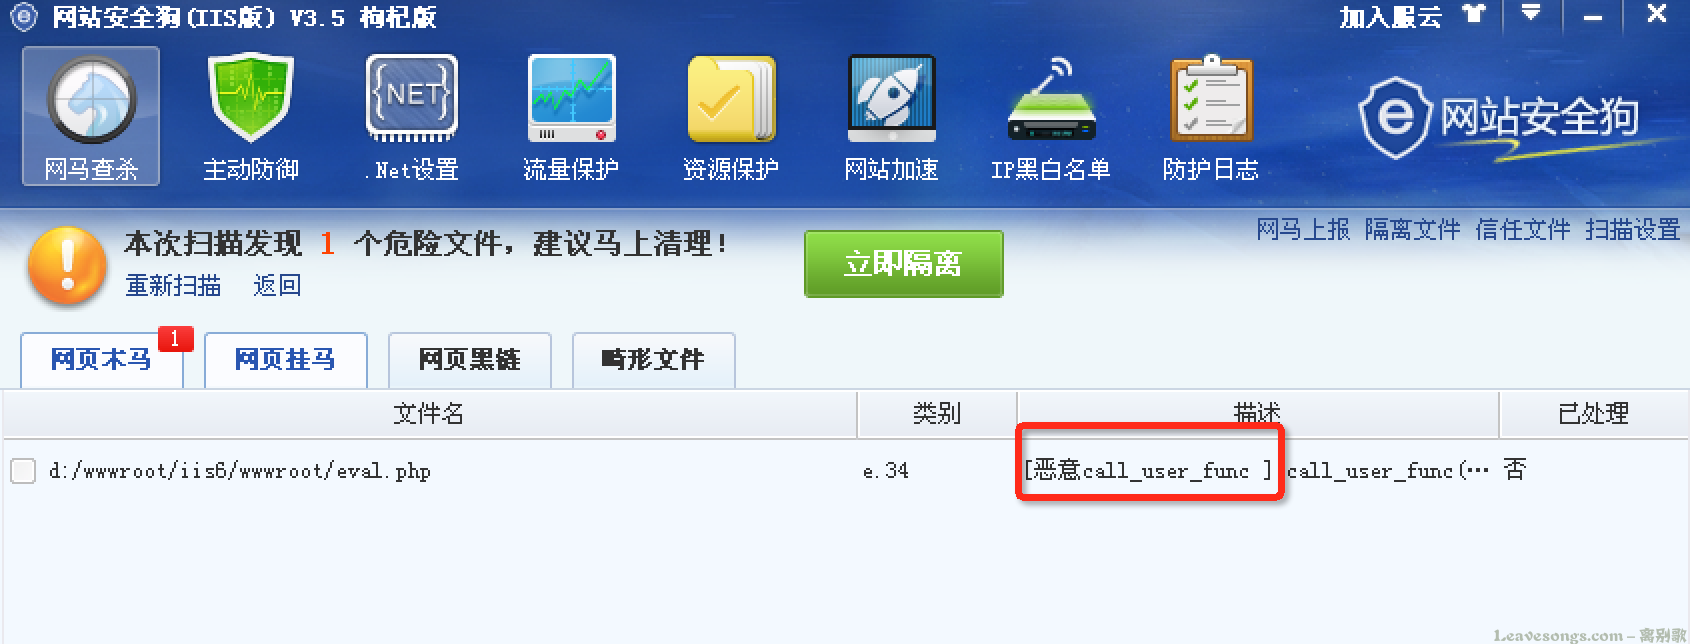 网站安全狗(IIS版) V3.5 枸杞版
加入服云
NET
网马查杀 主动防御 .Net设置 流量保护 资源保护 网站加速 IP黑白名单 防护日志
网站安全狗
网马上报 隔离文件 信任文件 扫描设置
本次扫描发现 1 个危险文件，建议马上清理！
重新扫描 返回
立即隔离
网页木马 1 网页挂马 网页黑链 畸形文件
文件名 类别 描述 已处理
d:/wwwroot/iis6/wwwroot/eval.php e.34 [恶意call_user_func ] call_user_func(… 否
Leavesongs.com - 离别歌